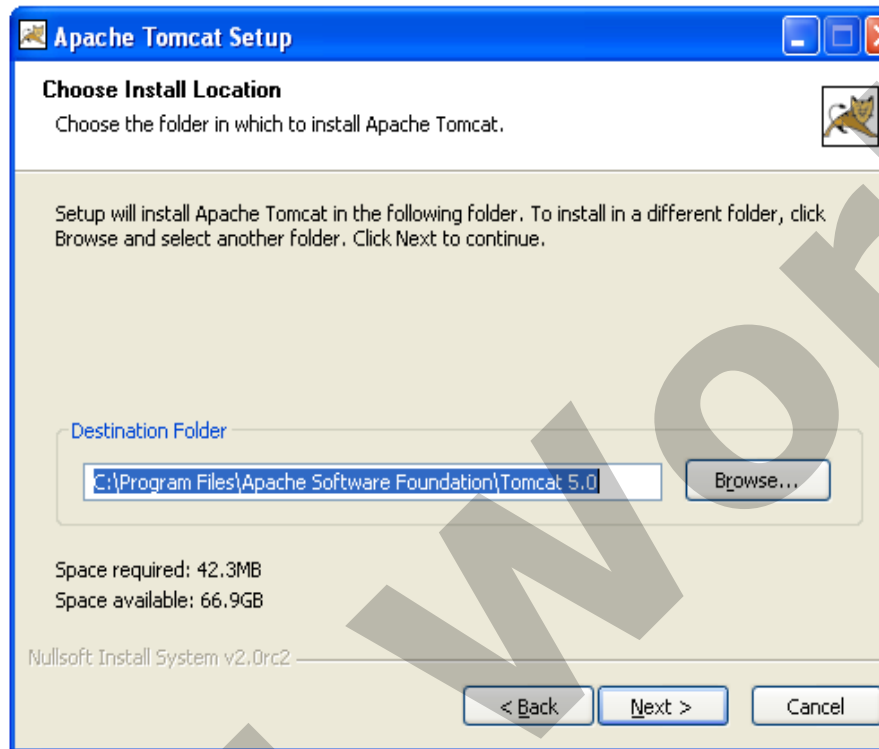 Apache Tomcat Setup
Choose Install Location
Choose the folder in which to install Apache Tomcat.
Setup will install Apache Tomcat in the following folder. To install in a different folder, click
Browse and select another folder. Click Next to continue.
Destination Folder
C:\Program Files\Apache Software Foundation\Tomcat 5.0
Browse...
Space required: 42.3MB
Space available: 66.9GB
Nullsoft Install System v2.0rc2
< Back
Next >
Cancel